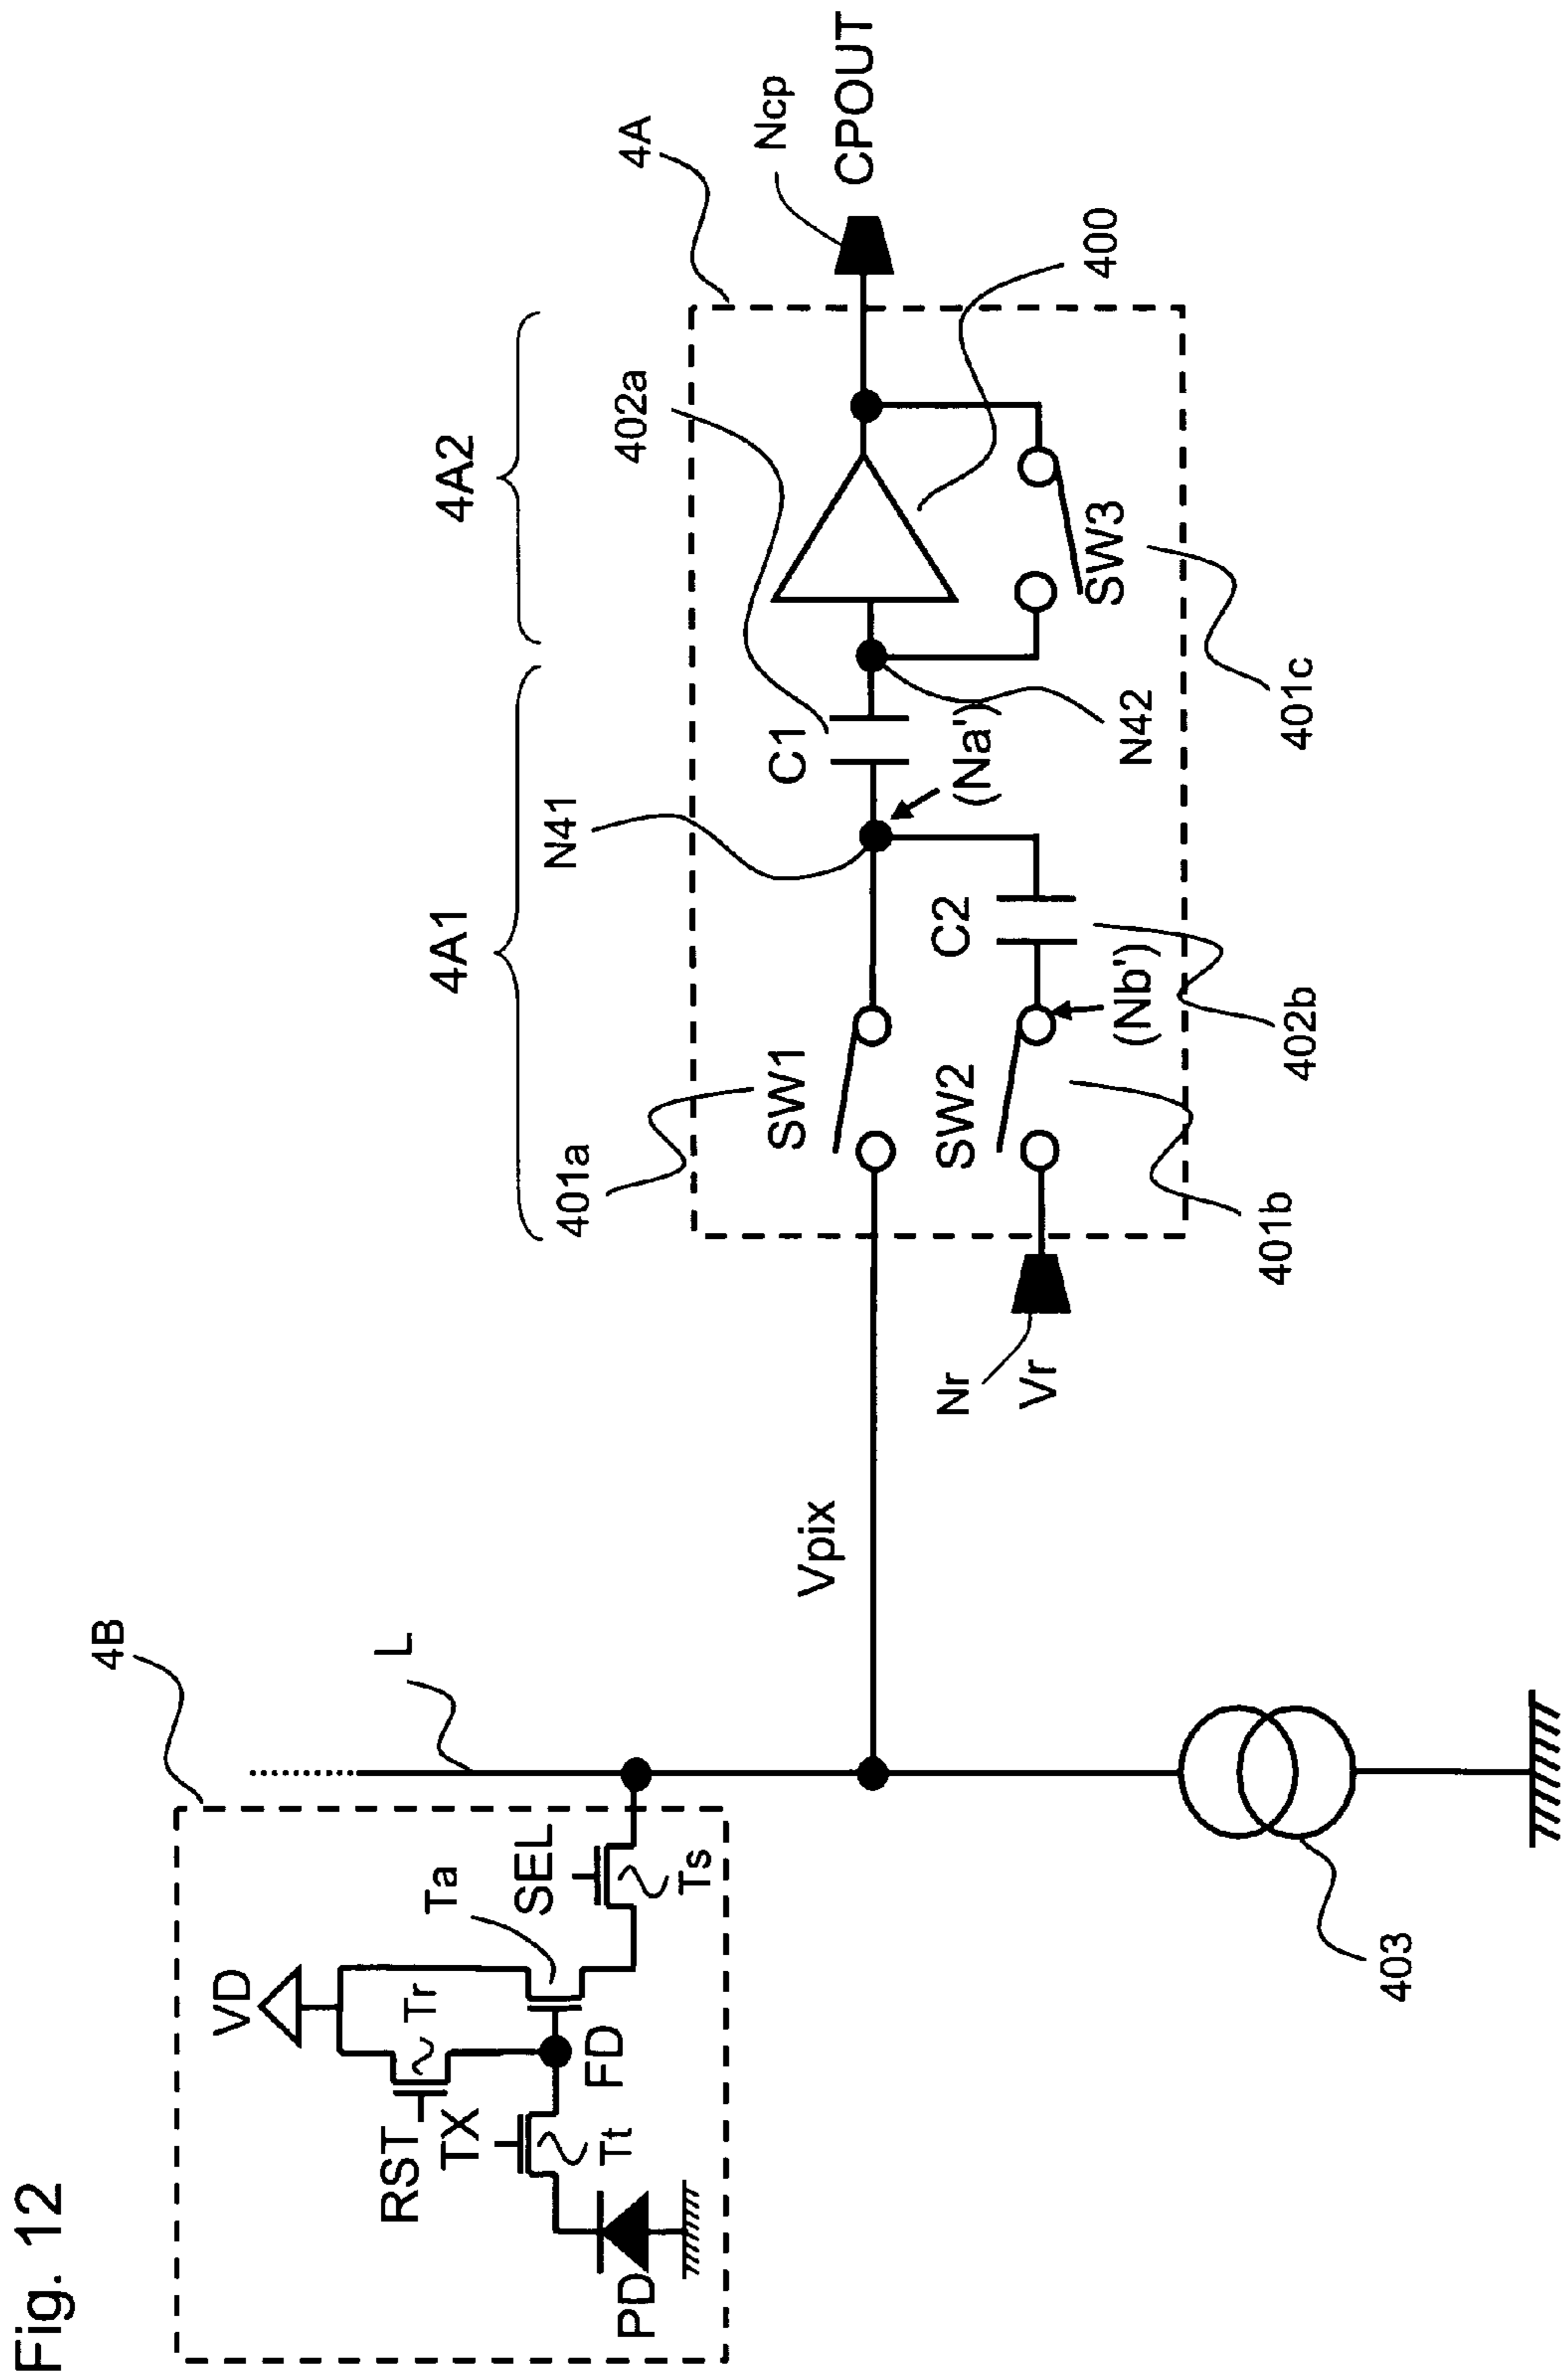 Fig. 12
4B
L
VD
Tr
Ta
SEL
Ts
RST
TX
Tt
FD
PD
403
Vpix
Nr
Vr
4A1
4A2
4A
401a
SW1
SW2
401b
N41
C1
402a
(Na')
C2
(Nb')
402b
N42
SW3
401c
400
Ncp
CPOUT